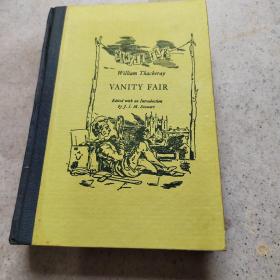 William Thackeray
VANITY FAIR
Edited with an Introduction
by J. I. M. Stewart